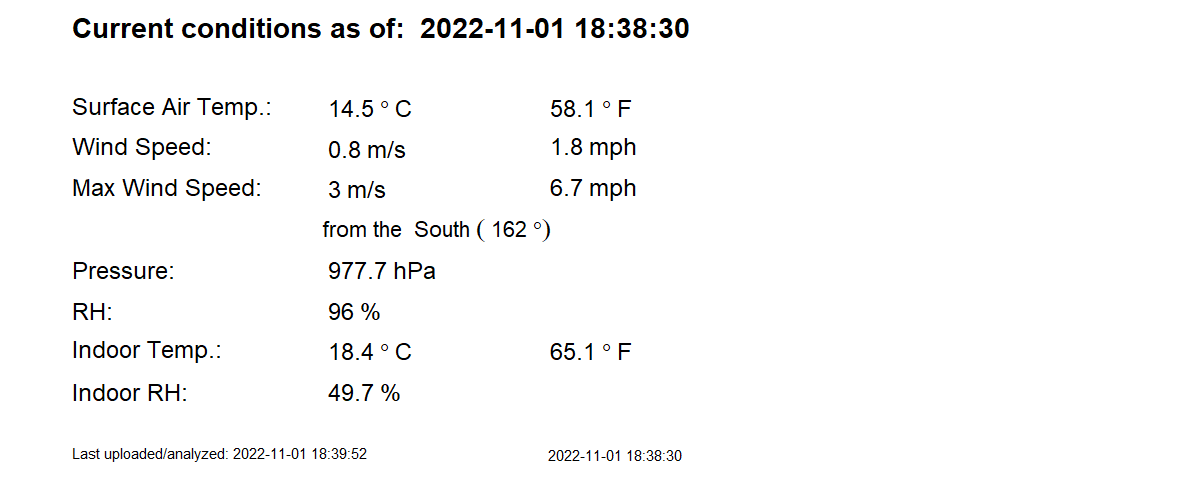 Current conditions as of:  2022-11-01 18:38:30
Surface Air Temp.: 14.5 ° C 58.1 ° F
Wind Speed: 0.8 m/s 1.8 mph
Max Wind Speed: 3 m/s 6.7 mph
from the  South ( 162 °)
Pressure: 977.7 hPa
RH: 96 %
Indoor Temp.: 18.4 ° C 65.1 ° F
Indoor RH: 49.7 %
Last uploaded/analyzed: 2022-11-01 18:39:52 2022-11-01 18:38:30